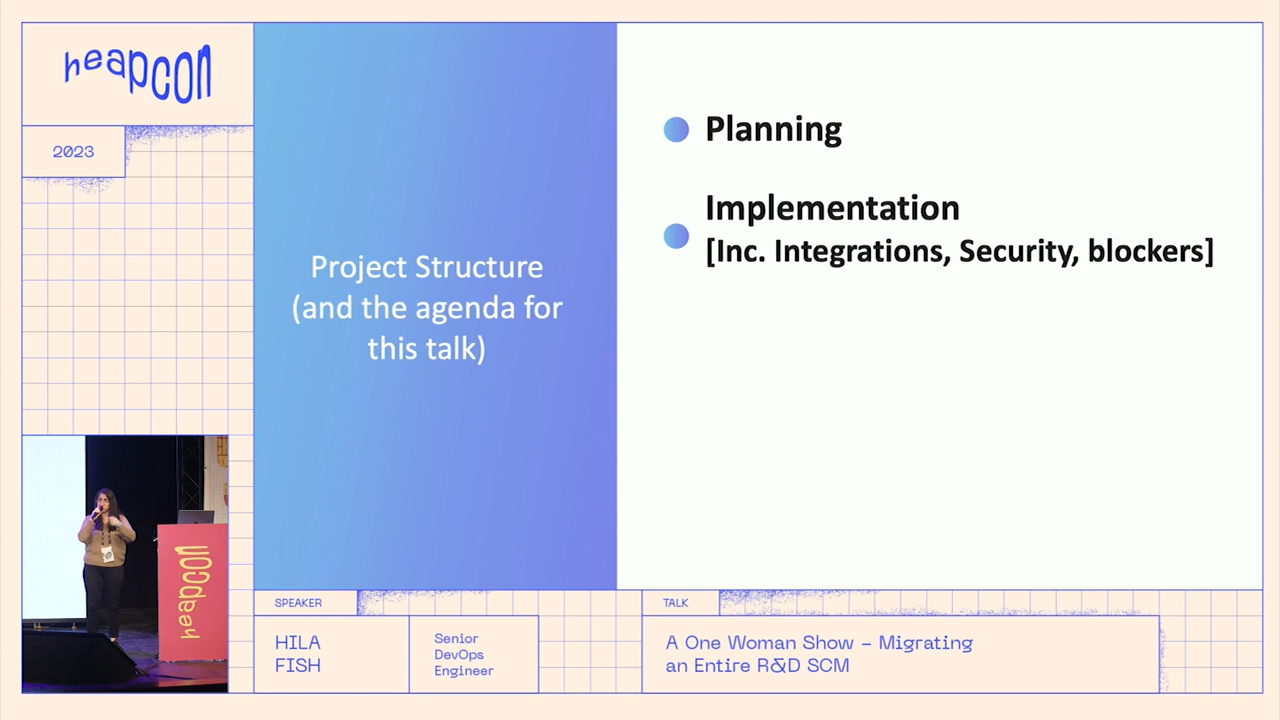 heapcon
2023
Project Structure
(and the agenda for
this talk)
Planning
Implementation
[Inc. Integrations, Security, blockers]
heapcon
SPEAKER
HILA
FISH
Senior
DevOps
Engineer
TALK
A One Woman Show – Migrating
an Entire R&D SCM